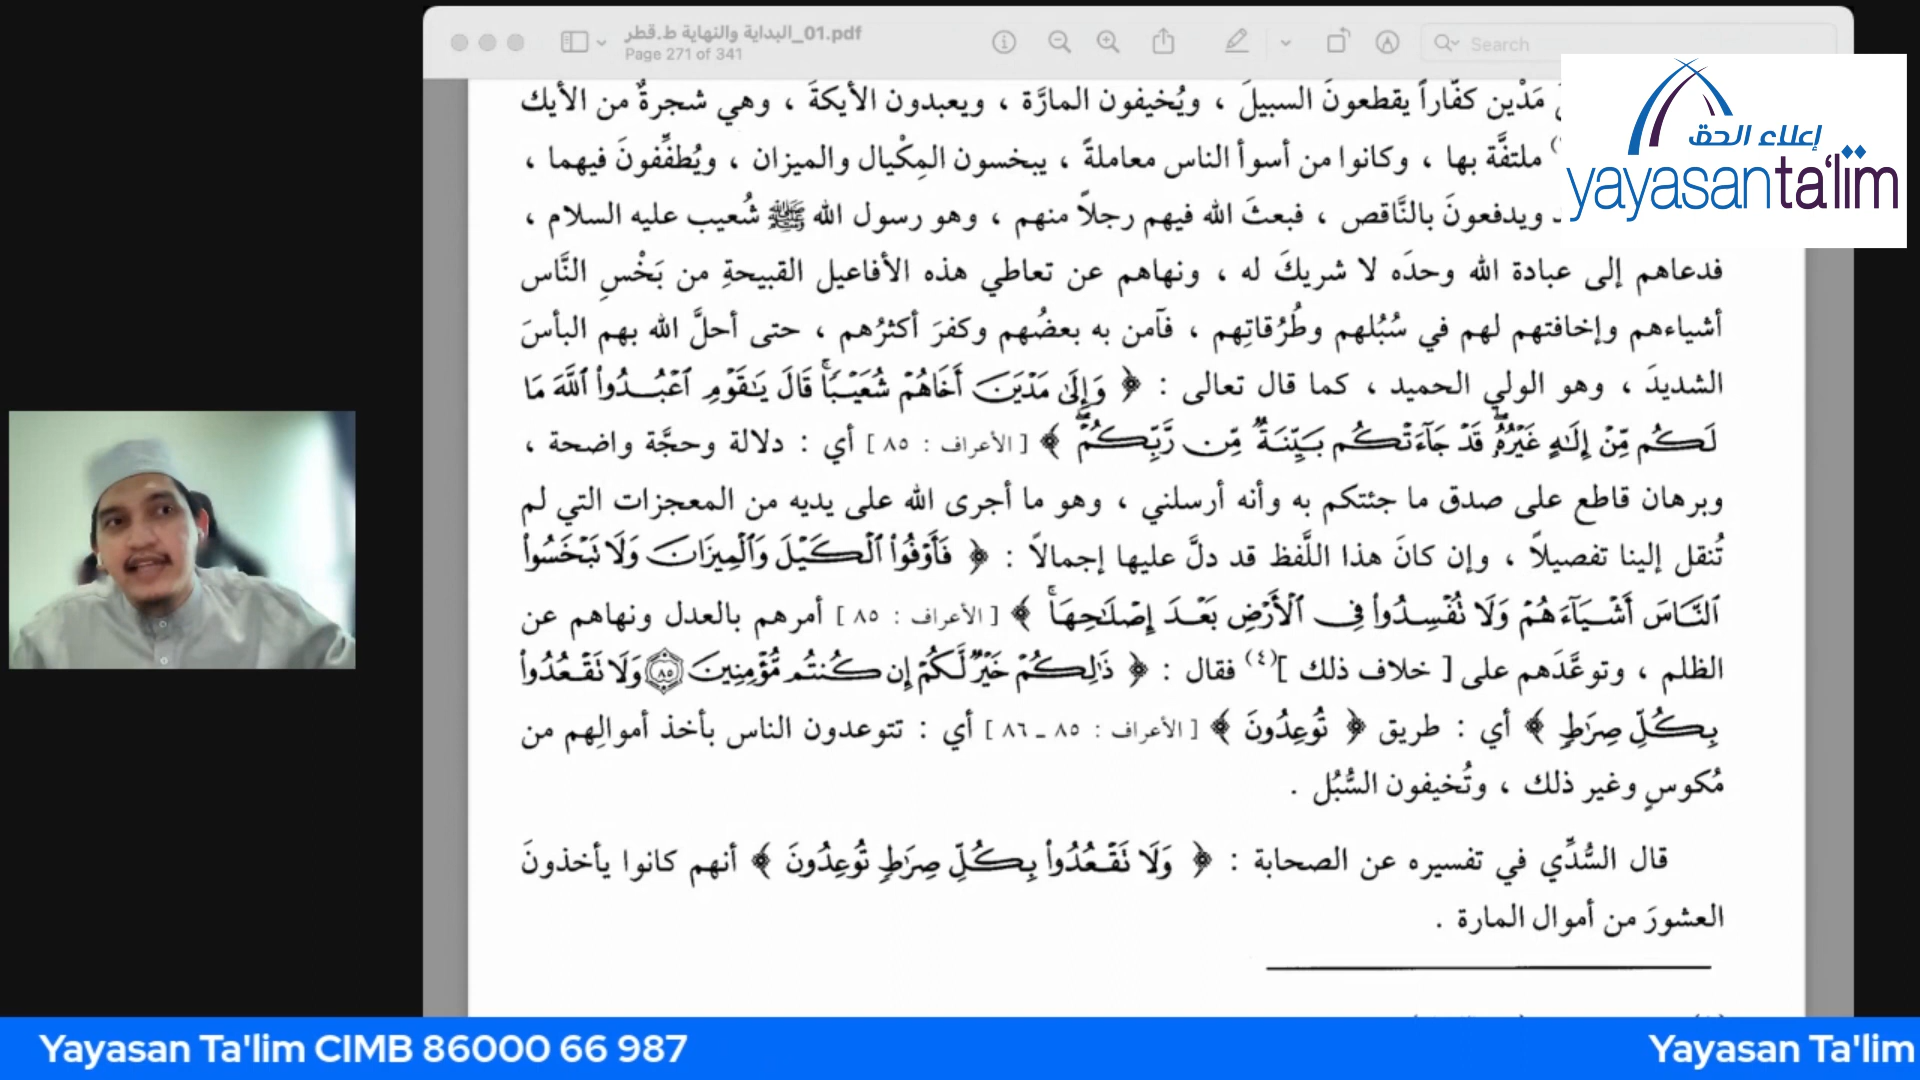 البداية والنهاية ط.قطر_01.pdf
Page 271 of 341
Search
إعلاء الحق
yayasan ta'lim
مَدْين كفّاراً يقطعونَ السبيلَ ، ويُخيفون المارَّة ، ويعبدون الأيكةَ ، وهي شجرةٌ من الأيك
ملتفَّة بها ، وكانوا من أسوأ الناس معاملةً ، يبخسون المِكْيال والميزان ، ويُطفِّفونَ فيهما ،
ويدفعونَ بالنَّاقص ، فبعثَ الله فيهم رجلاً منهم ، وهو رسول الله ﷺ شُعيب عليه السلام ،
فدعاهم إلى عبادة الله وحدَه لا شريكَ له ، ونهاهم عن تعاطي هذه الأفاعيل القبيحةِ من بَخْسِ النَّاس
أشياءهم وإخافتهم لهم في سُبُلهم وطُرُقاتِهم ، فآمن به بعضُهم وكفرَ أكثرُهم ، حتى أحلَّ الله بهم البأسَ
الشديدَ ، وهو الولي الحميد ، كما قال تعالى : ﴿ وَإِلَىٰ مَدْيَنَ أَخَاهُمْ شُعَيْبًا ۗ قَالَ يَـٰقَوْمِ ٱعْبُدُوا۟ ٱللَّهَ مَا
لَكُم مِّنْ إِلَـٰهٍ غَيْرُهُۥ ۖ قَدْ جَآءَتْكُم بَيِّنَةٌ مِّن رَّبِّكُمْ ۖ ﴾ [ الأعراف : ٨٥ ] أي : دلالة وحجَّة واضحة ،
وبرهان قاطع على صدق ما جئتكم به وأنه أرسلني ، وهو ما أجرى الله على يديه من المعجزات التي لم
تُنقل إلينا تفصيلاً ، وإن كانَ هذا اللَّفظ قد دلَّ عليها إجمالاً : ﴿ فَأَوْفُوا۟ ٱلْكَيْلَ وَٱلْمِيزَانَ وَلَا تَبْخَسُوا۟
ٱلنَّاسَ أَشْيَآءَهُمْ وَلَا تُفْسِدُوا۟ فِى ٱلْأَرْضِ بَعْدَ إِصْلَـٰحِهَا ۚ ﴾ [ الأعراف : ٨٥ ] أمرهم بالعدل ونهاهم عن
الظلم ، وتوعَّدَهم على [ خلاف ذلك ](٤) فقال : ﴿ ذَٰلِكُمْ خَيْرٌ لَّكُمْ إِن كُنتُم مُّؤْمِنِينَ ٨٥ وَلَا تَقْعُدُوا۟
بِكُلِّ صِرَٰطٍ ﴾ أي : طريق ﴿ تُوعِدُونَ ﴾ [ الأعراف : ٨٥ ـ ٨٦ ] أي : تتوعدون الناس بأخذ أموالِهم من
مُكوسٍ وغير ذلك ، وتُخيفون السُّبُل .
قال السُّدِّي في تفسيره عن الصحابة : ﴿ وَلَا تَقْعُدُوا۟ بِكُلِّ صِرَٰطٍ تُوعِدُونَ ﴾ أنهم كانوا يأخذونَ
العشورَ من أموال المارة .
Yayasan Ta'lim CIMB 86000 66 987
Yayasan Ta'lim